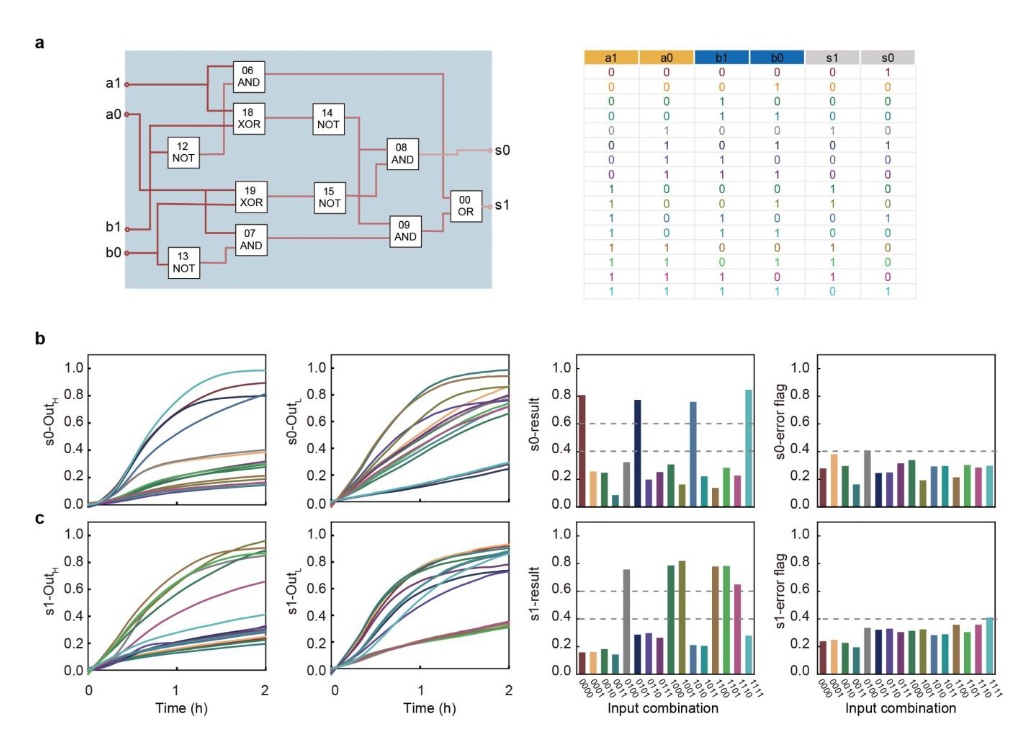 a
a1
a0
b1
b0
06
AND
18
XOR
14
NOT
12
NOT
08
AND
s0
19
XOR
15
NOT
00
OR
s1
07
AND
09
AND
13
NOT
a1 a0 b1 b0 s1 s0
0 0 0 0 0 1
0 0 0 1 0 0
0 0 1 0 0 0
0 0 1 1 0 0
0 1 0 0 1 0
0 1 0 1 0 1
0 1 1 0 0 0
0 1 1 1 0 0
1 0 0 0 1 0
1 0 0 1 1 0
1 0 1 0 0 1
1 0 1 1 0 0
1 1 0 0 1 0
1 1 0 1 1 0
1 1 1 0 1 0
1 1 1 1 0 1
b
s0-OutH
1.0
0.8
0.6
0.4
0.2
0.0
s0-OutL
1.0
0.8
0.6
0.4
0.2
0.0
s0-result
1.0
0.8
0.6
0.4
0.2
0.0
s0-error flag
1.0
0.8
0.6
0.4
0.2
0.0
c
s1-OutH
1.0
0.8
0.6
0.4
0.2
0.0
0 1 2
Time (h)
s1-OutL
1.0
0.8
0.6
0.4
0.2
0.0
0 1 2
Time (h)
s1-result
1.0
0.8
0.6
0.4
0.2
0.0
0000 0001 0010 0011 0100 0101 0110 0111 1000 1001 1010 1011 1100 1101 1110 1111
Input combination
s1-error flag
1.0
0.8
0.6
0.4
0.2
0.0
0000 0001 0010 0011 0100 0101 0110 0111 1000 1001 1010 1011 1100 1101 1110 1111
Input combination